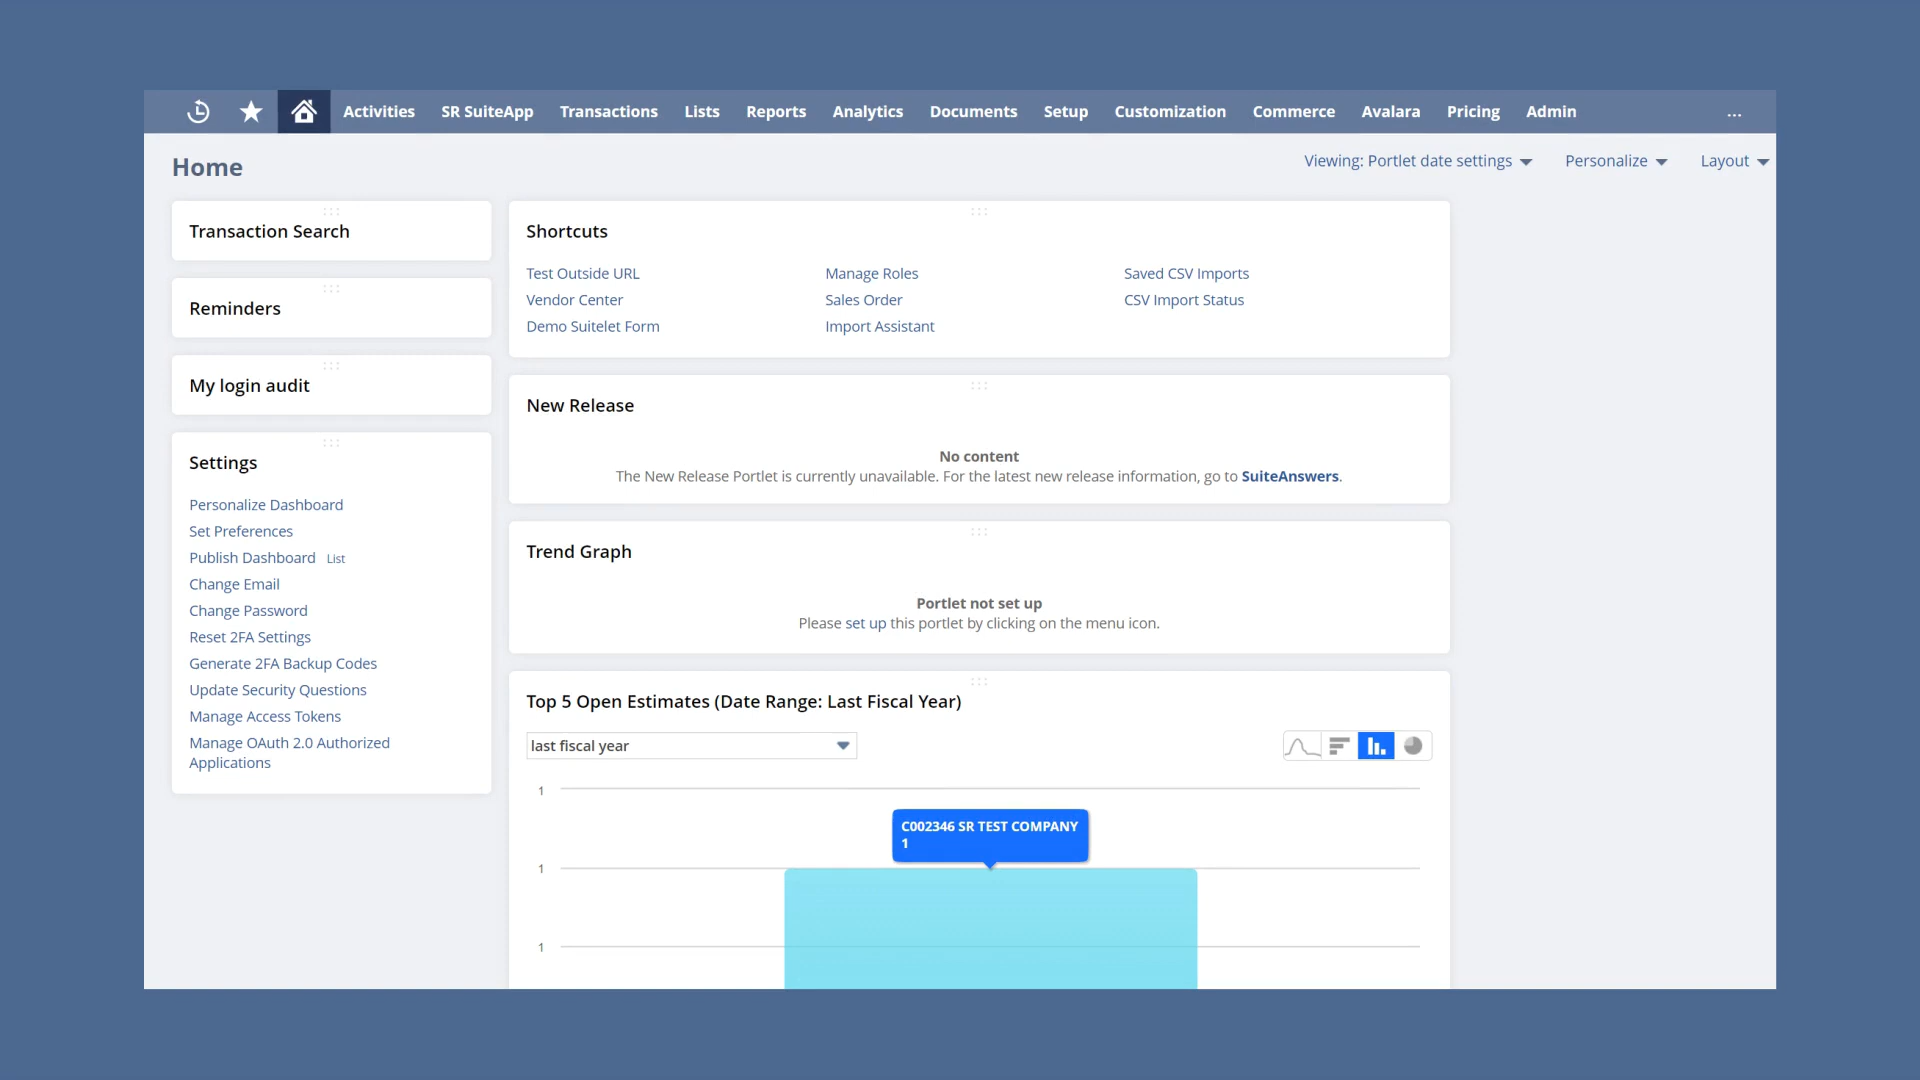 Activities SR SuiteApp Transactions Lists Reports Analytics Documents Setup Customization Commerce Avalara Pricing Admin ...
Home
Viewing: Portlet date settings Personalize Layout
Transaction Search
Reminders
My login audit
Settings
Personalize Dashboard
Set Preferences
Publish Dashboard List
Change Email
Change Password
Reset 2FA Settings
Generate 2FA Backup Codes
Update Security Questions
Manage Access Tokens
Manage OAuth 2.0 Authorized
Applications
Shortcuts
Test Outside URL Manage Roles Saved CSV Imports
Vendor Center Sales Order CSV Import Status
Demo Suitelet Form Import Assistant
New Release
No content
The New Release Portlet is currently unavailable. For the latest new release information, go to SuiteAnswers.
Trend Graph
Portlet not set up
Please set up this portlet by clicking on the menu icon.
Top 5 Open Estimates (Date Range: Last Fiscal Year)
last fiscal year
1
C002346 SR TEST COMPANY
1
1
1